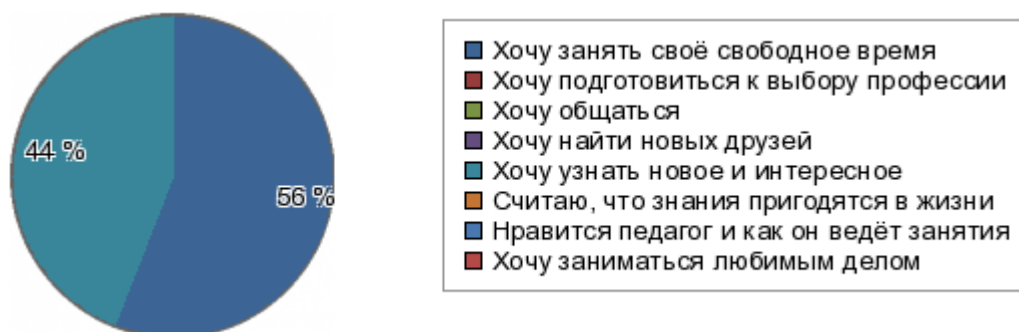 44 %
56 %
Хочу занять своё свободное время
Хочу подготовиться к выбору профессии
Хочу общаться
Хочу найти новых друзей
Хочу узнать новое и интересное
Считаю, что знания пригодятся в жизни
Нравится педагог и как он ведёт занятия
Хочу заниматься любимым делом